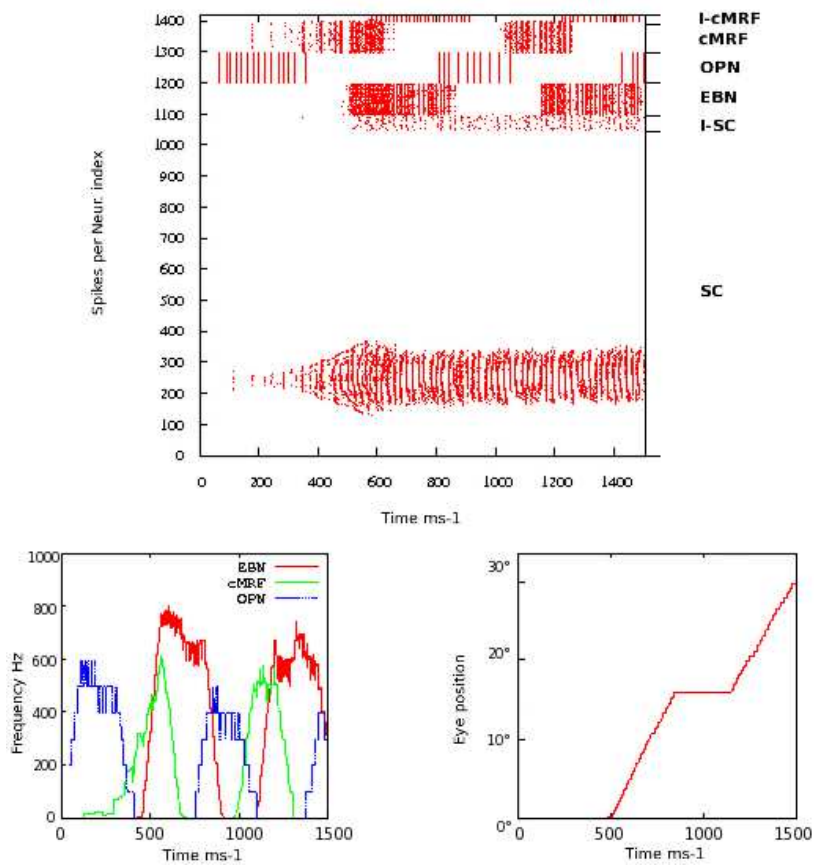 1400
1300
1200
1100
1000
900
800
700
600
500
400
300
200
100
0
Spikes per Neur. index
0 200 400 600 800 1000 1200 1400
Time ms-1
I-cMRF
cMRF
OPN
EBN
I-SC
SC
1000
800
600
400
200
0
Frequency Hz
EBN
cMRF
OPN
0 500 1000 1500
Time ms-1
30°
20°
10°
0°
Eye position
0 500 1000 1500
Time ms-1